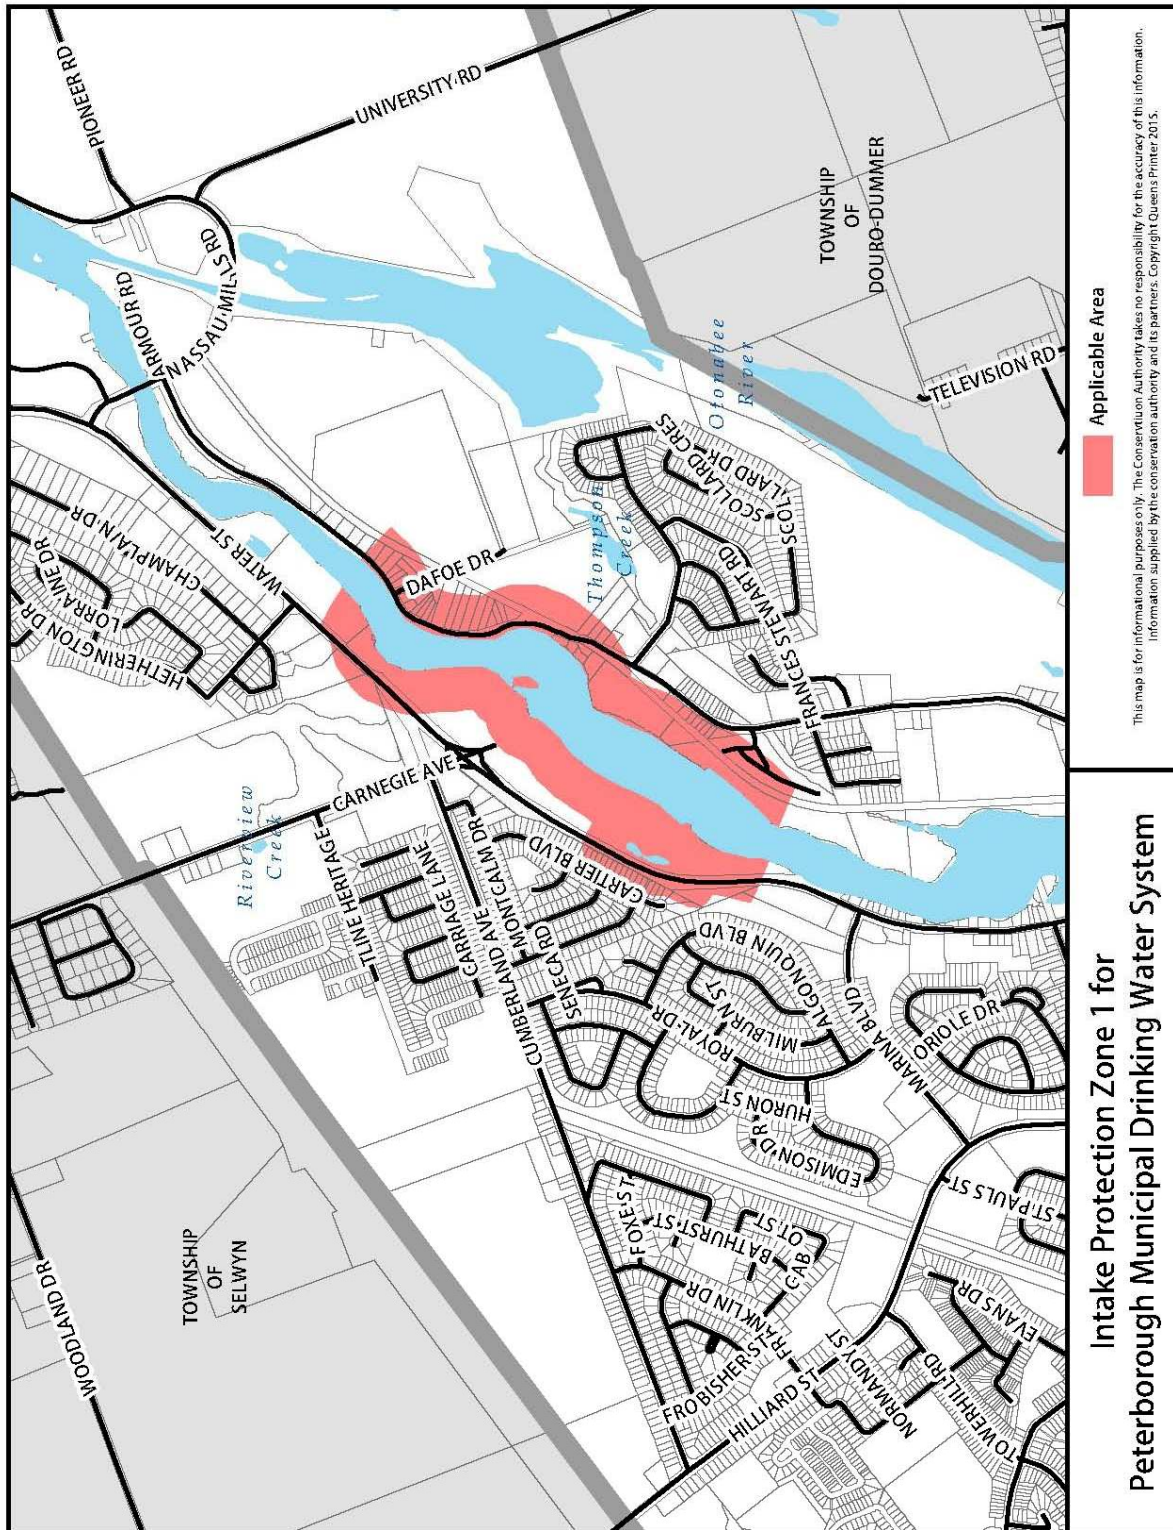 WOODLAND DR
TOWNSHIP
OF
SELWYN
Riverview
Creek
HETHERINGTON DR
LORRAINE DR
CHAMPLAIN DR
WATER ST
PIONEER RD
UNIVERSITY RD
ARMOUR RD
NASSAU MILLS RD
CARNEGIE AVE
TILINE HERITAGE
CARRIAGE LANE
CUMBERLAND AVE
MONTCALM DR
SENECA RD
CARTIER BLVD
DAFOE DR
Thompson
Creek
Otonabee
River
TOWNSHIP
OF
DOURO-DUMMER
TELEVISION RD
SCOLLARD CRES
SCOLLARD DR
FRANCES STEWART RD
FOXE ST
BATHURST ST
FRANKLIN DR
FROBISHER ST
HILLIARD ST
CABOT ST
EDMISON DR
HURON ST
ROYAL DR
MILBURN ST
ALGONQUIN BLVD
MARINA BLVD
ORIOLE DR
NORMANDY ST
TOWERHILL RD
EVANS DR
ST PAULS ST
Intake Protection Zone 1 for
Peterborough Municipal Drinking Water System
Applicable Area
This map is for informational purposes only. The Conservtiuon Authority takes no responsibility for the accuracy of this information.
Information supplied by the conservation authority and its partners. Copyright Queens Printer 2015.